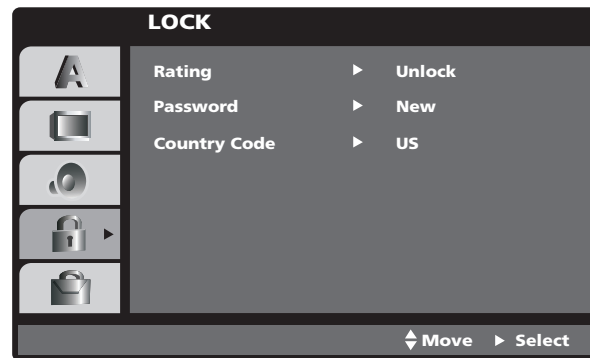 LOCK
A
Rating Unlock
Password New
Country Code US
Move Select